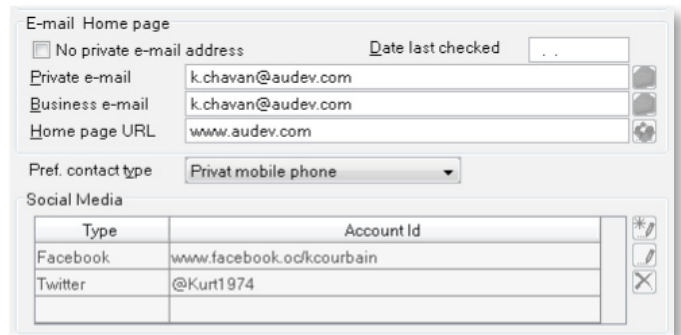 E-mail Home page
No private e-mail address Date last checked . .
Private e-mail k.chavan@audev.com
Business e-mail k.chavan@audev.com
Home page URL www.audev.com
Pref. contact type Privat mobile phone
Social Media
Type Account Id
Facebook www.facebook.oc/kcourbain
Twitter @Kurt1974